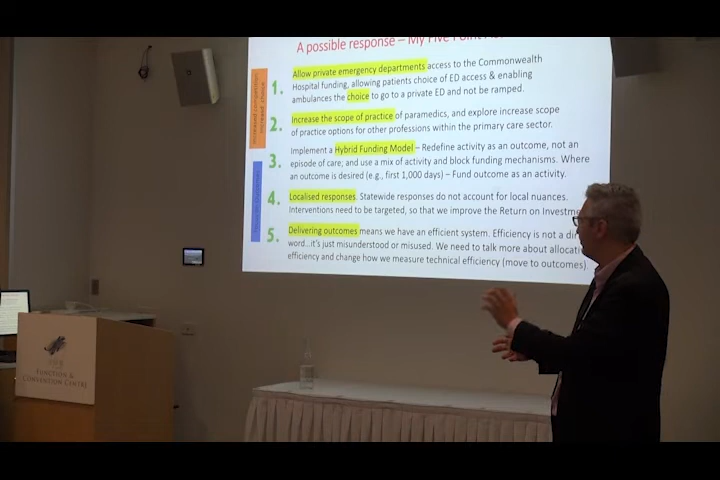 A possible response – My Five Point
1. Allow private emergency departments access to the Commonwealth
Hospital funding, allowing patients choice of ED access & enabling
ambulances the choice to go to a private ED and not be ramped.
2. Increase the scope of practice of paramedics, and explore increase scope
of practice options for other professions within the primary care sector.
3. Implement a Hybrid Funding Model – Redefine activity as an outcome, not an
episode of care, and use a mix of activity and block funding mechanisms. Where
an outcome is desired (e.g., first 1,000 days) – Fund outcome as an activity.
4. Localised responses. Statewide responses do not account for local nuances.
Interventions need to be targeted, so that we improve the Return on Investme
5. Delivering outcomes means we have an efficient system. Efficiency is not a dir
word...it's just misunderstood or misused. We need to talk more about allocati
efficiency and change how we measure technical efficiency (move to outcomes).
Increased competition
Increased choice
FUNCTION &
CONVENTION CENTRE